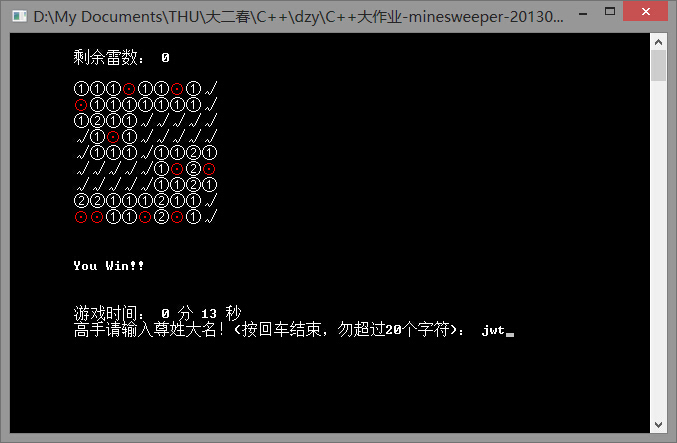 D:\My Documents\THU\大二春\C++\dzy\C++大作业-minesweeper-20130...
剩余雷数： 0
①①①⊙①①⊙①√
⊙①①①①①①①√
①②①①√√√√√
√①⊙①√√√√√
√①①①√①①②①
√√√√√①⊙②⊙
√√√√√①①②①
②②①①①②①①√
⊙⊙①①⊙②⊙①√
You Win!!
游戏时间： 0 分 13 秒
高手请输入尊姓大名！(按回车结束，勿超过20个字符)： jwt